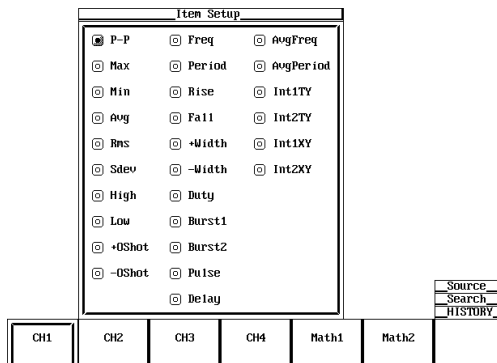 Item Setup
P-P Freq AvgFreq
Max Period AvgPeriod
Min Rise Int1TY
Avg Fall Int2TY
Rms +Width Int1XY
Sdev -Width Int2XY
High Duty
Low Burst1
+OShot Burst2
-OShot Pulse
Delay
Source
Search
HISTORY
CH1 CH2 CH3 CH4 Math1 Math2